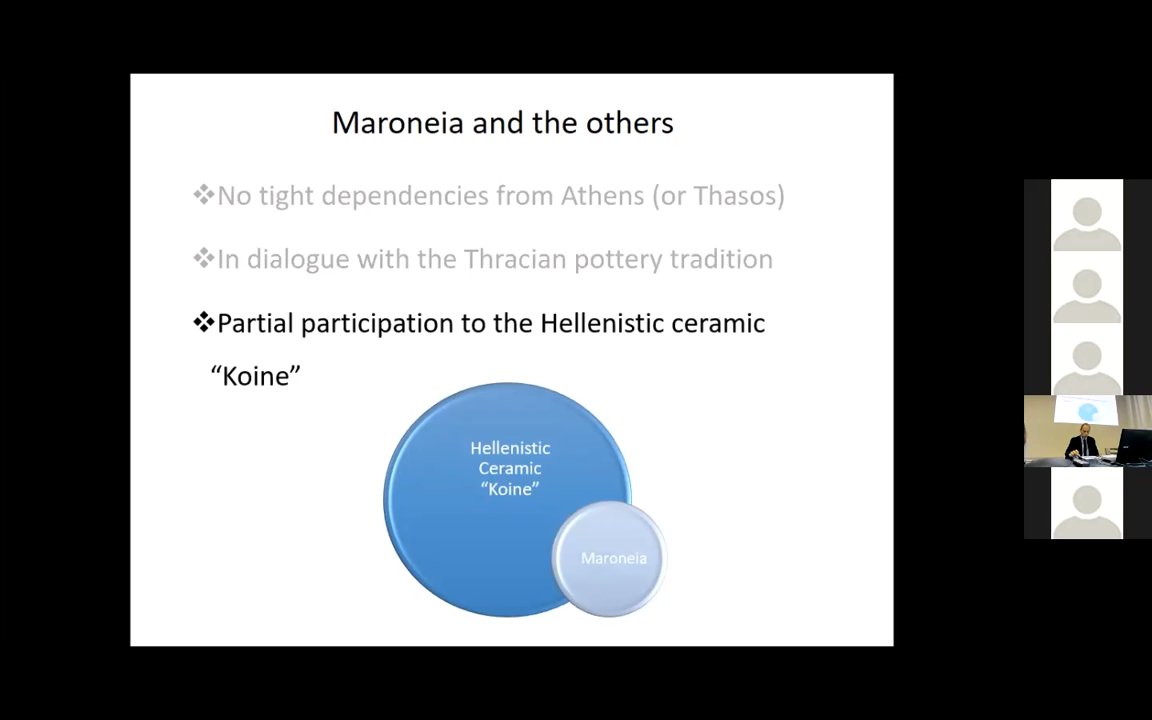 Maroneia and the others
❖No tight dependencies from Athens (or Thasos)
❖In dialogue with the Thracian pottery tradition
❖Partial participation to the Hellenistic ceramic
“Koine”
Hellenistic
Ceramic
“Koine”
Maroneia